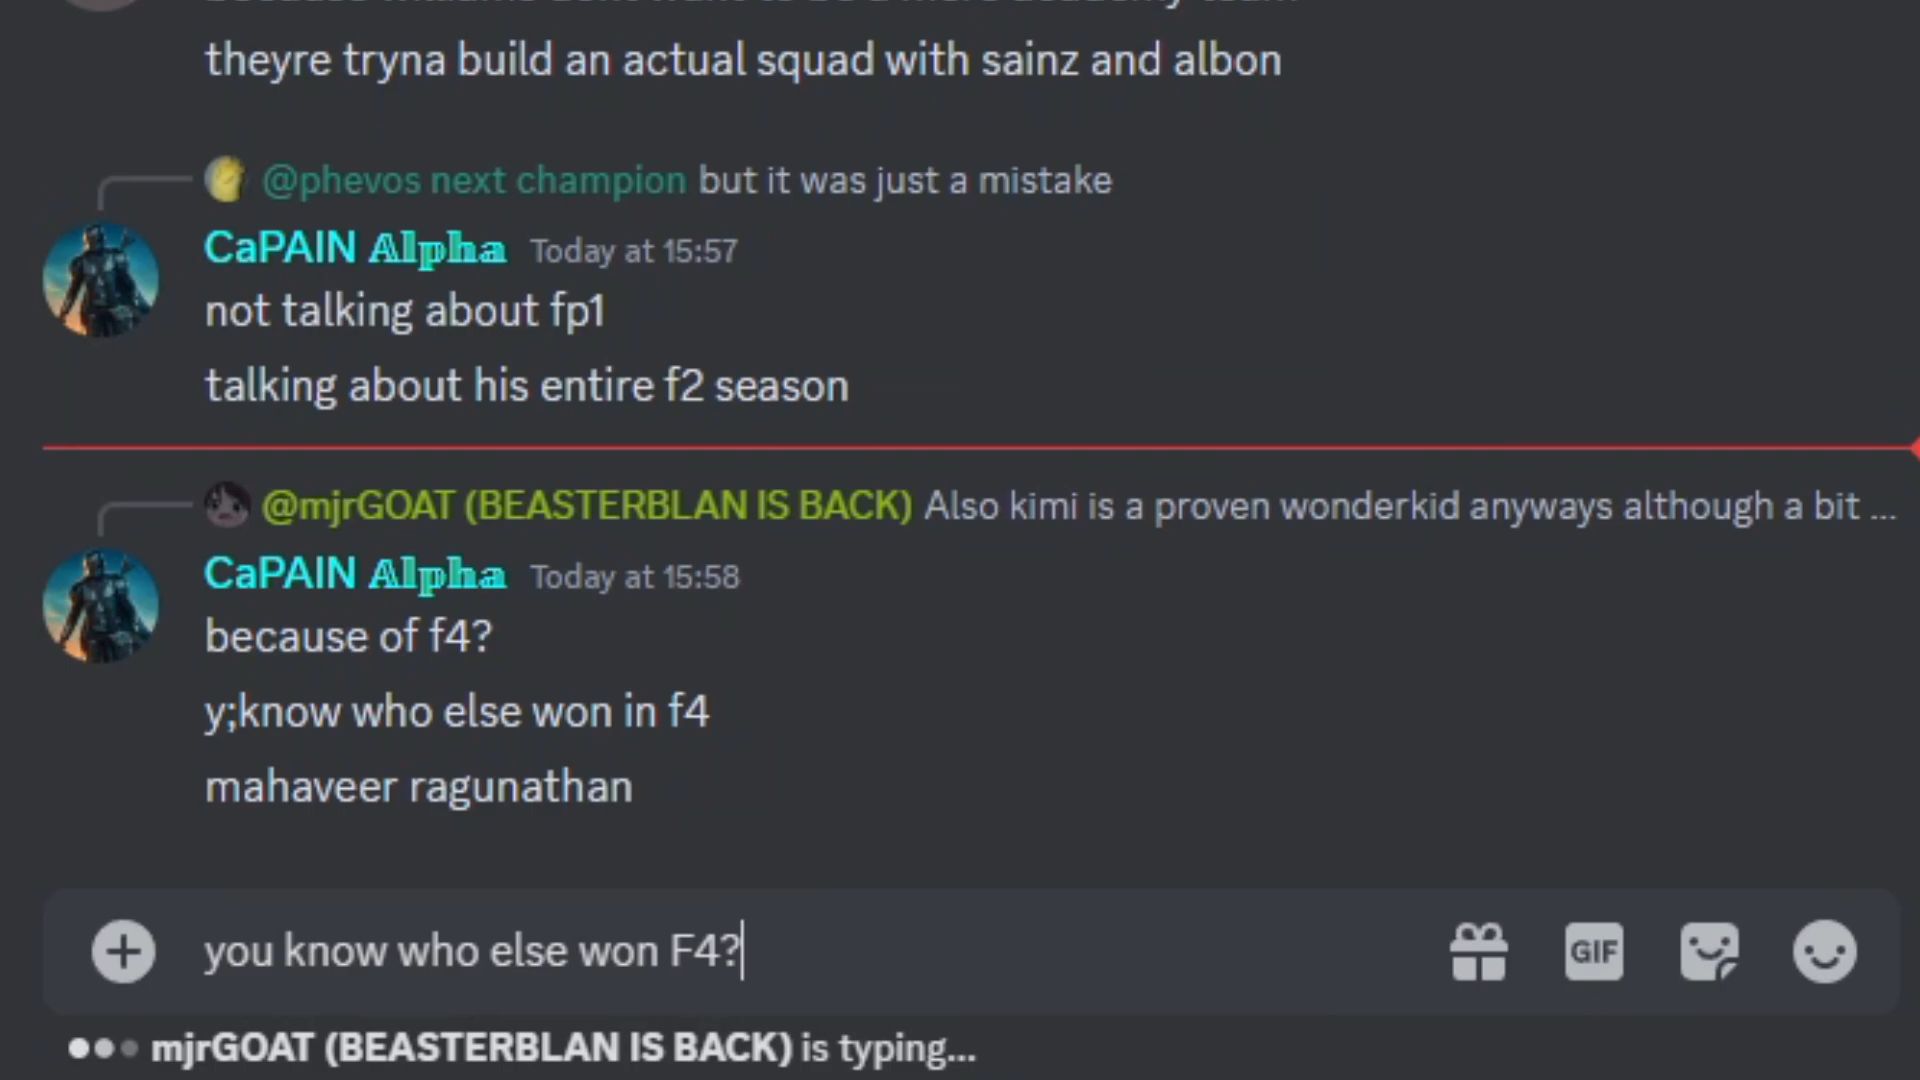 theyre tryna build an actual squad with sainz and albon
@phevos next champion but it was just a mistake
CaPAIN 𝔸𝕝𝕡𝕙𝕒 Today at 15:57
not talking about fp1
talking about his entire f2 season
@mjrGOAT (BEASTERBLAN IS BACK) Also kimi is a proven wonderkid anyways although a bit ...
CaPAIN 𝔸𝕝𝕡𝕙𝕒 Today at 15:58
because of f4?
y;know who else won in f4
mahaveer ragunathan
you know who else won F4?
GIF
mjrGOAT (BEASTERBLAN IS BACK) is typing...